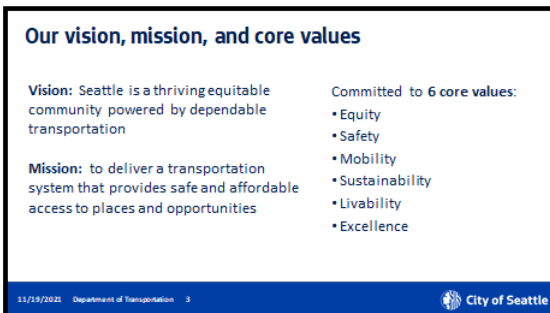 Our vision, mission, and core values
Vision: Seattle is a thriving equitable
community powered by dependable
transportation
Mission: to deliver a transportation
system that provides safe and affordable
access to places and opportunities
Committed to 6 core values:
• Equity
• Safety
• Mobility
• Sustainability
• Livability
• Excellence
11/19/2021 Department of Transportation 3
City of Seattle